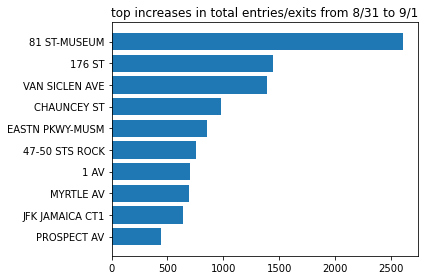 top increases in total entries/exits from 8/31 to 9/1
81 ST-MUSEUM
176 ST
VAN SICLEN AVE
CHAUNCEY ST
EASTN PKWY-MUSM
47-50 STS ROCK
1 AV
MYRTLE AV
JFK JAMAICA CT1
PROSPECT AV
0 500 1000 1500 2000 2500